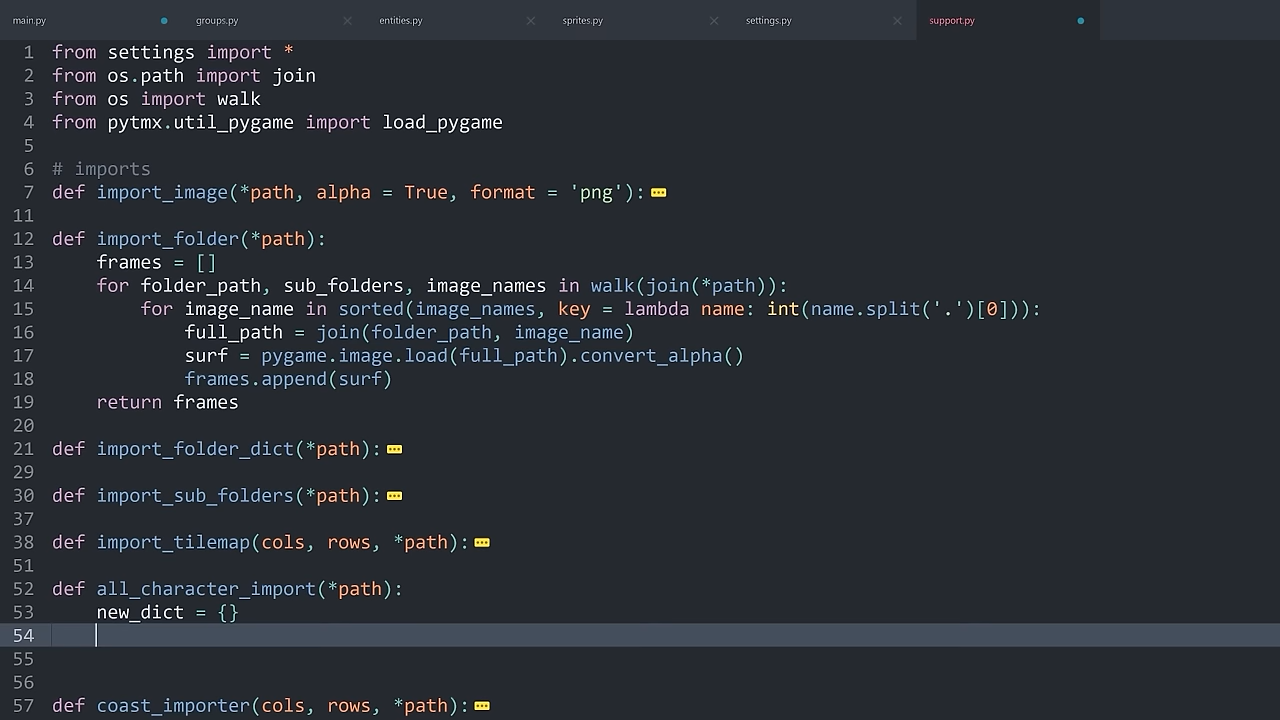 main.py groups.py entities.py sprites.py settings.py support.py
1 from settings import *
2 from os.path import join
3 from os import walk
4 from pytmx.util_pygame import load_pygame
5
6 # imports
7 def import_image(*path, alpha = True, format = 'png'):
11
12 def import_folder(*path):
13     frames = []
14     for folder_path, sub_folders, image_names in walk(join(*path)):
15         for image_name in sorted(image_names, key = lambda name: int(name.split('.')[0])):
16             full_path = join(folder_path, image_name)
17             surf = pygame.image.load(full_path).convert_alpha()
18             frames.append(surf)
19     return frames
20
21 def import_folder_dict(*path):
29
30 def import_sub_folders(*path):
37
38 def import_tilemap(cols, rows, *path):
51
52 def all_character_import(*path):
53     new_dict = {}
54
55
56
57 def coast_importer(cols, rows, *path):